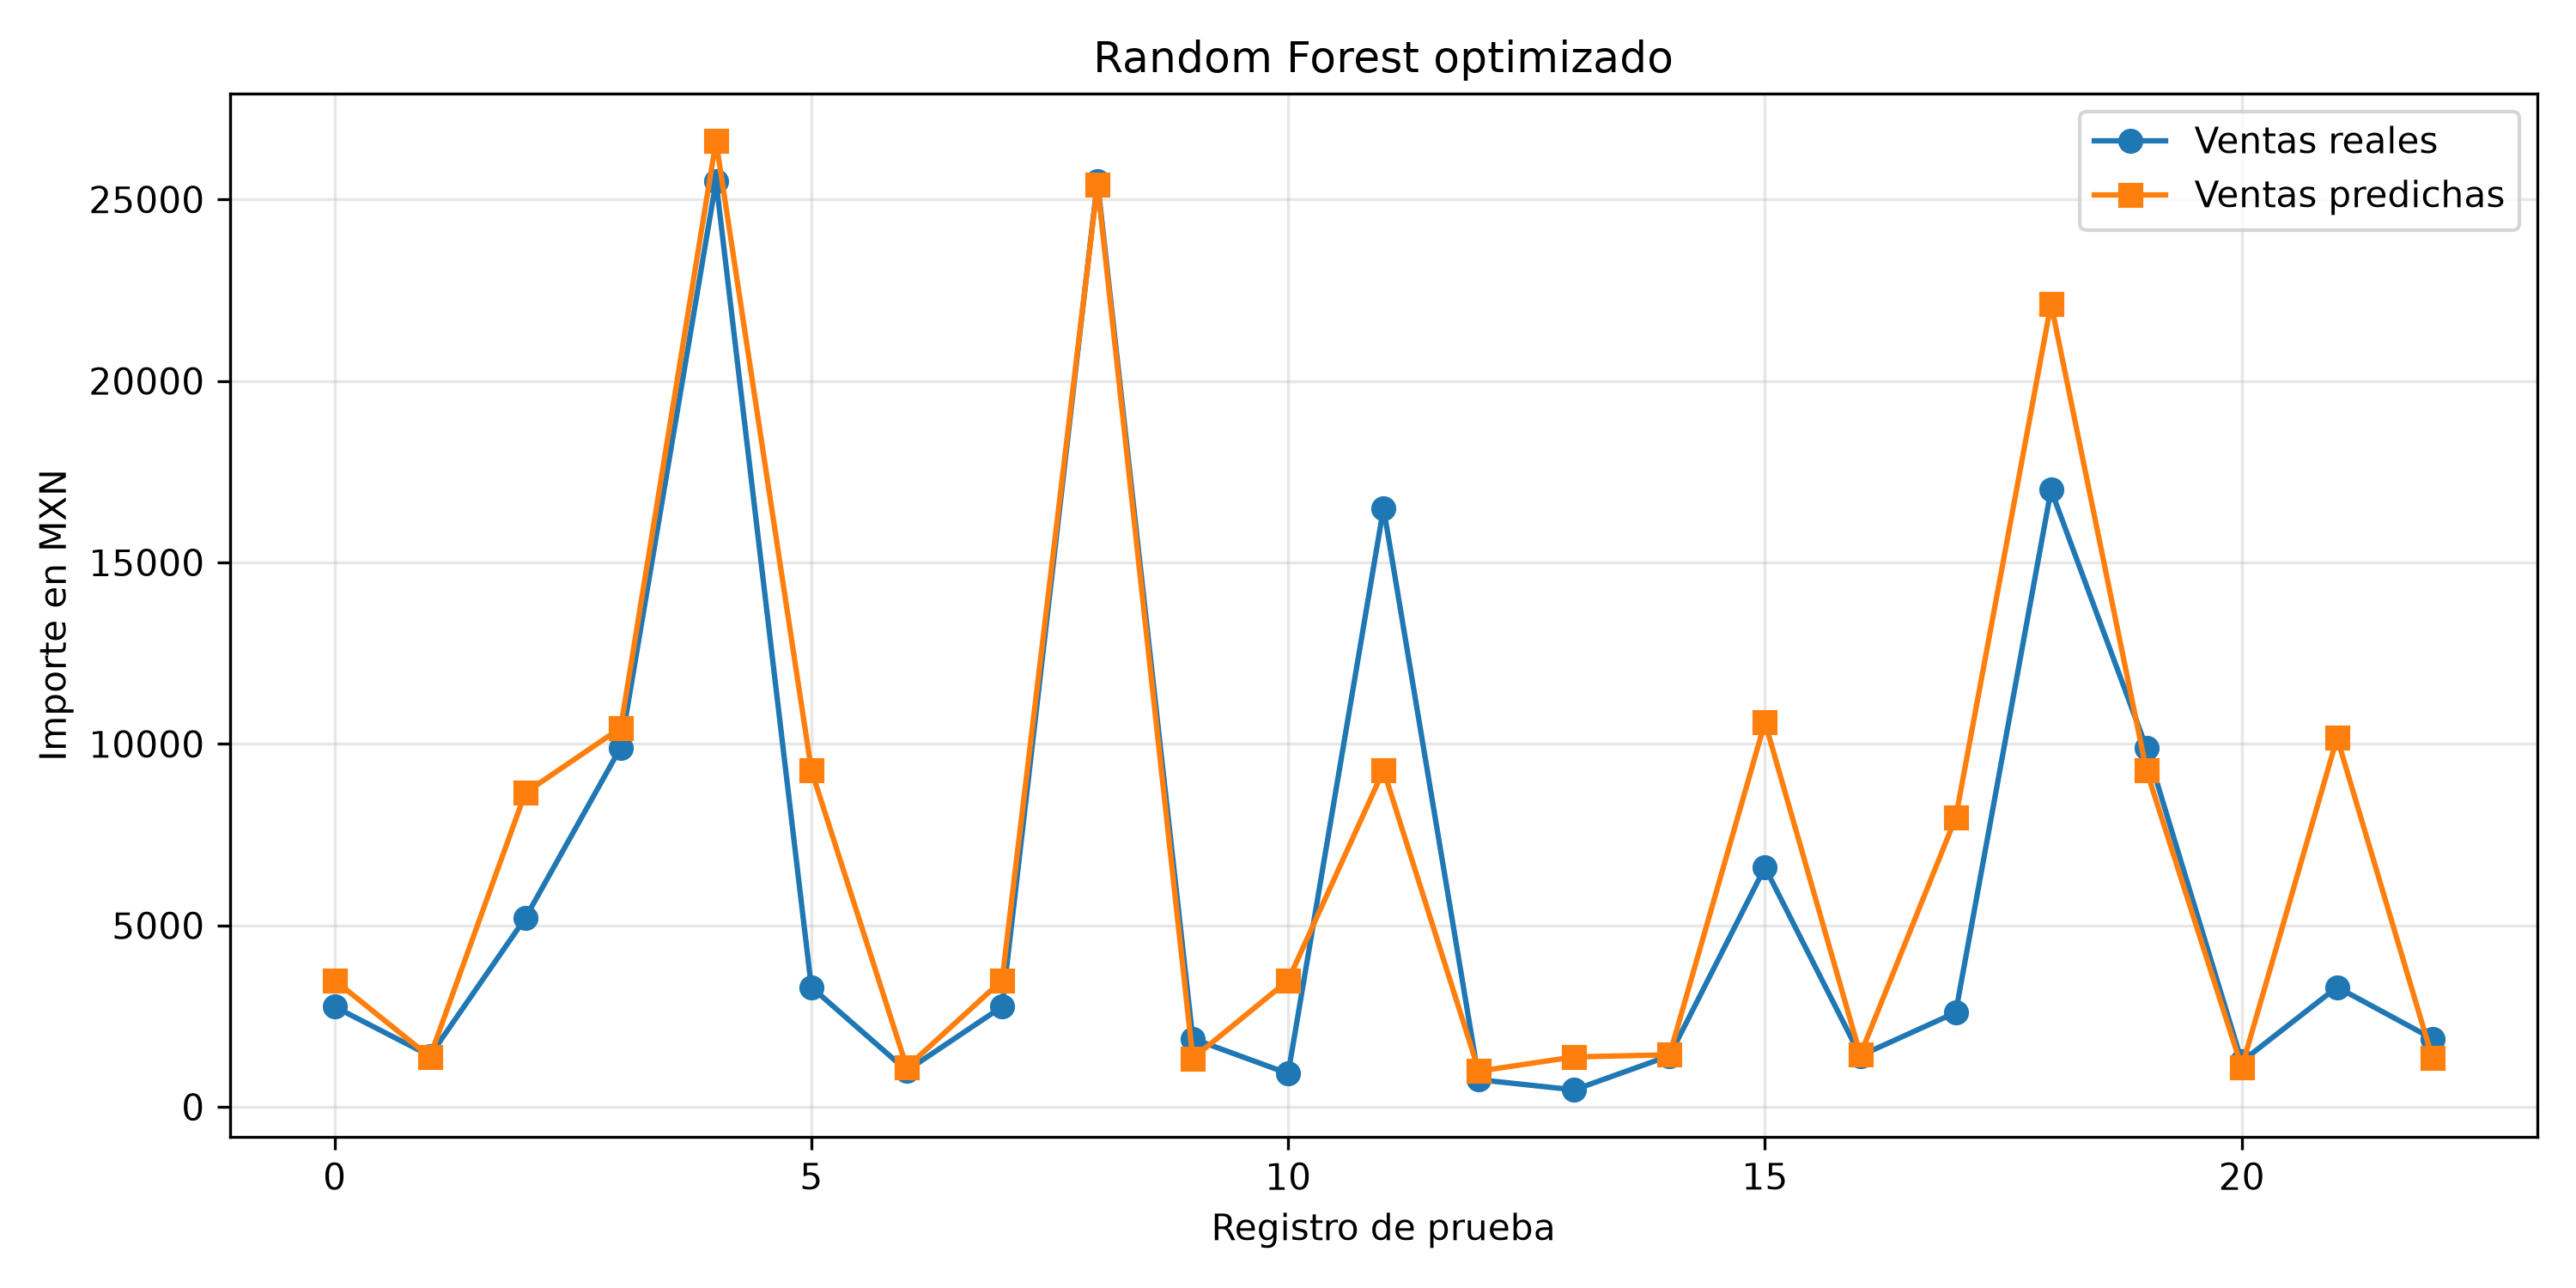 Random Forest optimizado
Ventas reales
Ventas predichas
Importe en MXN
25000
20000
15000
10000
5000
0
0 5 10 15 20
Registro de prueba